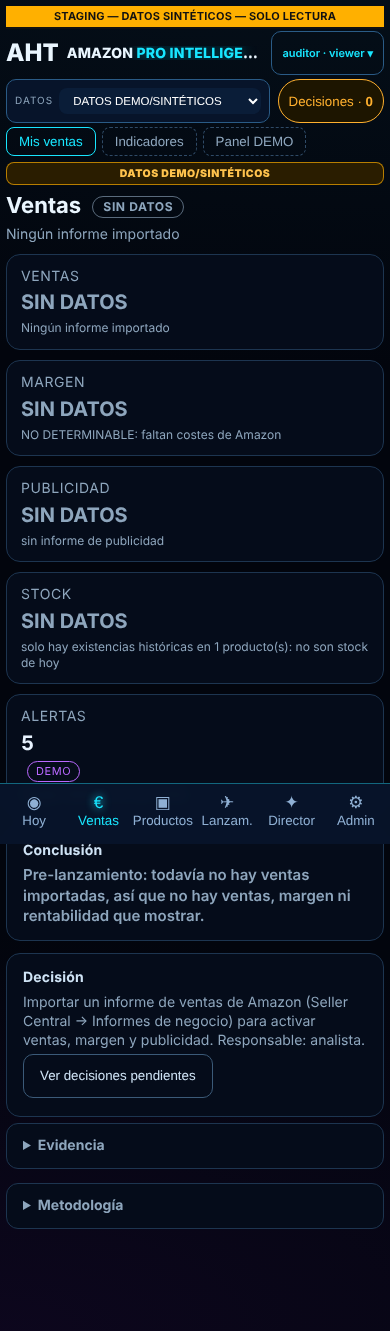 STAGING — DATOS SINTÉTICOS — SOLO LECTURA
AHT AMAZON PRO INTELLIGE... auditor · viewer ▾
DATOS DATOS DEMO/SINTÉTICOS Decisiones · 0
Mis ventas Indicadores Panel DEMO
DATOS DEMO/SINTÉTICOS
Ventas SIN DATOS
Ningún informe importado
VENTAS
SIN DATOS
Ningún informe importado
MARGEN
SIN DATOS
NO DETERMINABLE: faltan costes de Amazon
PUBLICIDAD
SIN DATOS
sin informe de publicidad
STOCK
SIN DATOS
solo hay existencias históricas en 1 producto(s): no son stock
de hoy
ALERTAS
5
DEMO
Hoy Ventas Productos Lanzam. Director Admin
Conclusión
Pre-lanzamiento: todavía no hay ventas
importadas, así que no hay ventas, margen ni
rentabilidad que mostrar.
Decisión
Importar un informe de ventas de Amazon (Seller
Central → Informes de negocio) para activar
ventas, margen y publicidad. Responsable: analista.
Ver decisiones pendientes
▶ Evidencia
▶ Metodología